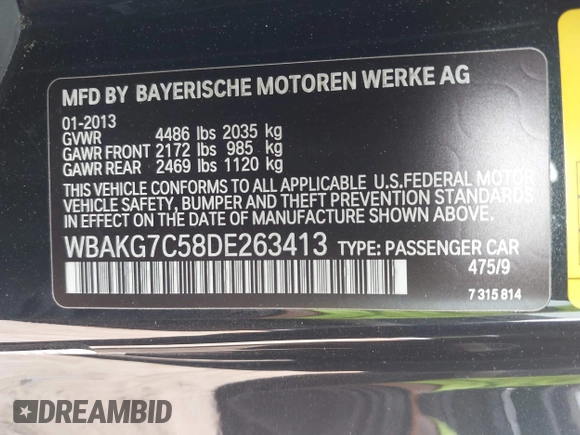 MFD BY BAYERISCHE MOTOREN WERKE AG
01-2013
GVWR 4486 lbs 2035 kg
GAWR FRONT 2172 lbs 985 kg
GAWR REAR 2469 lbs 1120 kg
THIS VEHICLE CONFORMS TO ALL APPLICABLE U.S.FEDERAL MOTOR
VEHICLE SAFETY, BUMPER AND THEFT PREVENTION STANDARDS
IN EFFECT ON THE DATE OF MANUFACTURE SHOWN ABOVE.
WBAKG7C58DE263413 TYPE: PASSENGER CAR
475/9
7 315 814
DREAMBID